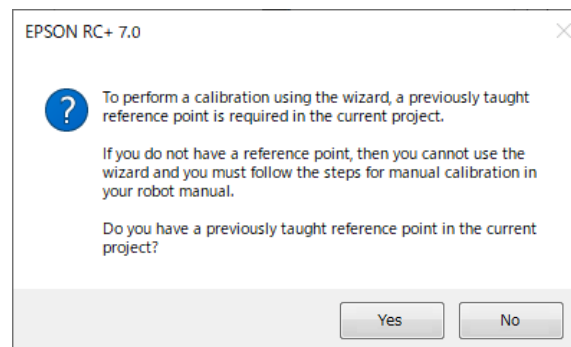 EPSON RC+ 7.0
To perform a calibration using the wizard, a previously taught
reference point is required in the current project.
If you do not have a reference point, then you cannot use the
wizard and you must follow the steps for manual calibration in
your robot manual.
Do you have a previously taught reference point in the current
project?
Yes
No